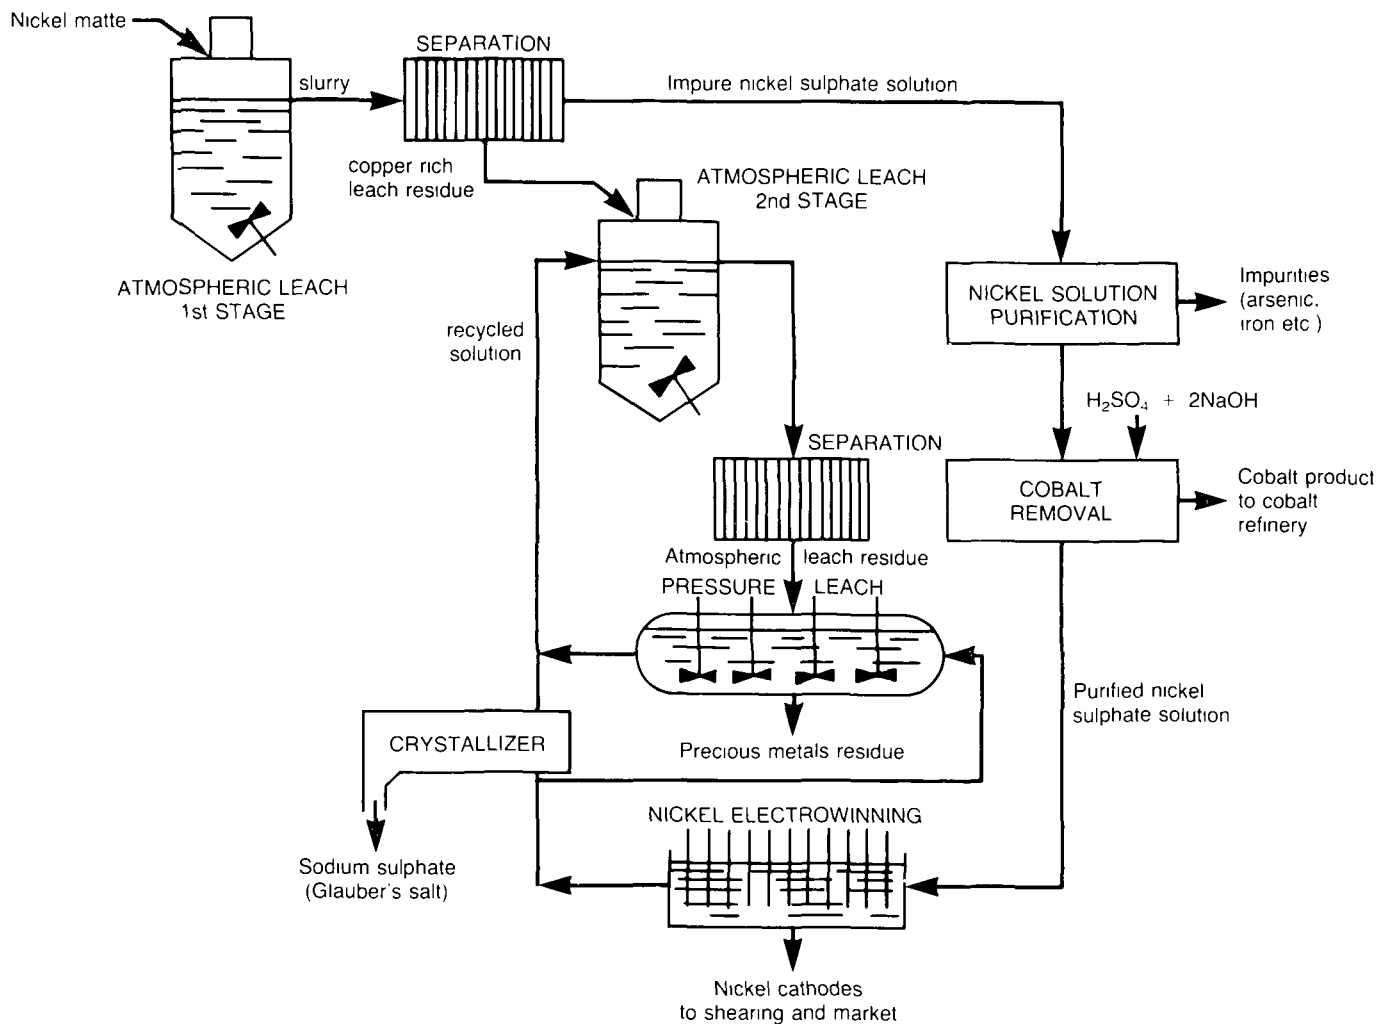 Nickel matte
SEPARATION
slurry
Impure nickel sulphate solution
copper rich
leach residue
ATMOSPHERIC LEACH
2nd STAGE
ATMOSPHERIC LEACH
1st STAGE
recycled
solution
NICKEL SOLUTION
PURIFICATION
Impurities
(arsenic,
iron etc )
H₂SO₄ + 2NaOH
SEPARATION
COBALT
REMOVAL
Cobalt product
to cobalt
refinery
Atmospheric leach residue
PRESSURE LEACH
Purified nickel
sulphate solution
CRYSTALLIZER
Precious metals residue
NICKEL ELECTROWINNING
Sodium sulphate
(Glauber's salt)
Nickel cathodes
to shearing and market